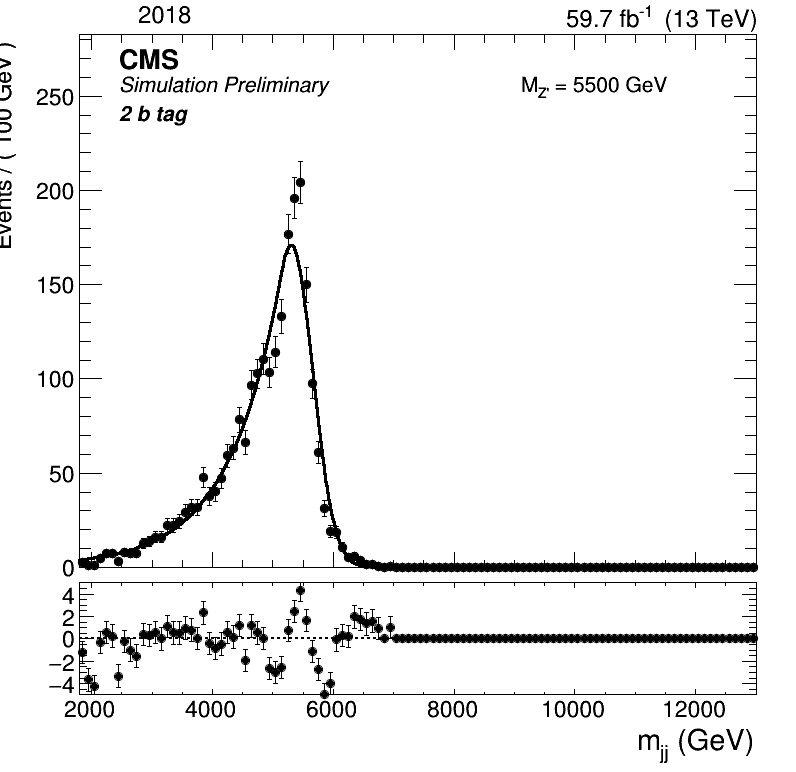 2018
59.7 fb-1 (13 TeV)
CMS
Simulation Preliminary
MZ' = 5500 GeV
2 b tag
Events / ( 100 GeV )
250
200
150
100
50
0
4
2
0
−2
−4
2000 4000 6000 8000 10000 12000
mjj (GeV)